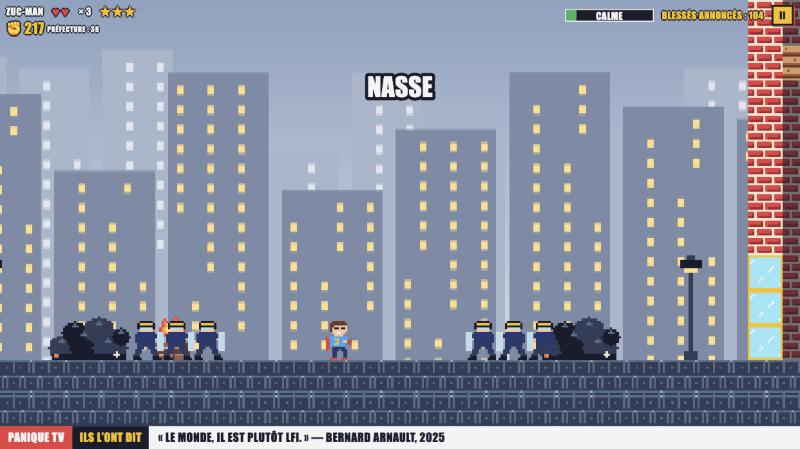 ZUC-MAN ×3
217 PRÉFECTURE : 38
CALME
BLESSÉS ANNONCÉS : 104
NASSE
PANIQUE TV ILS L'ONT DIT « LE MONDE, IL EST PLUTÔT LFI. » — BERNARD ARNAULT, 2025